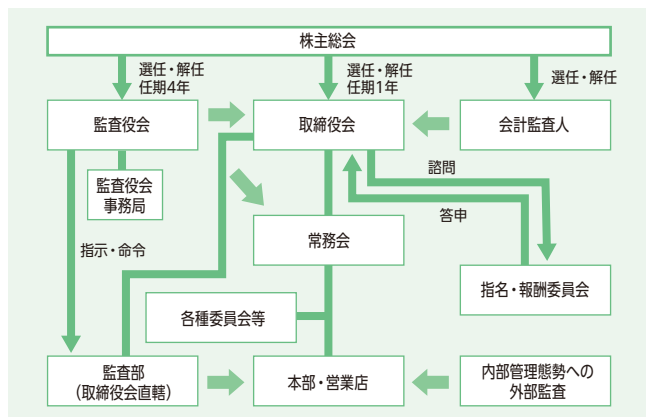 株主総会
選任・解任
任期4年
選任・解任
任期1年
選任・解任
監査役会
取締役会
会計監査人
監査役会
事務局
諮問
答申
指示・命令
常務会
指名・報酬委員会
各種委員会等
監査部
(取締役会直轄)
本部・営業店
内部管理態勢への
外部監査